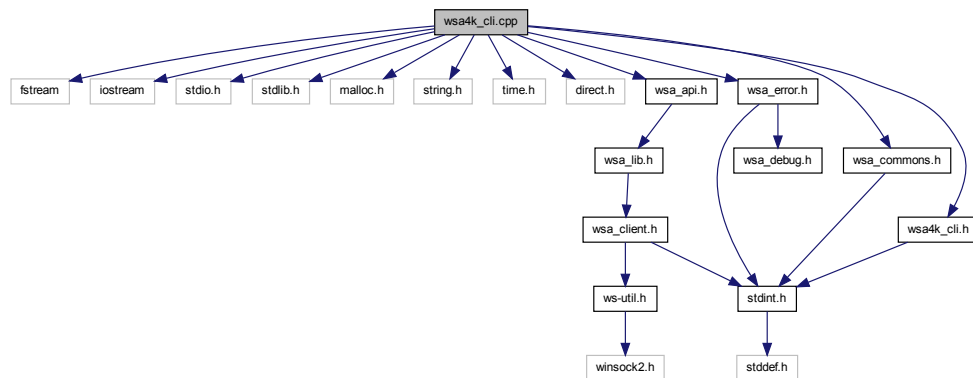 wsa4k_cli.cpp
fstream
iostream
stdio.h
stdlib.h
malloc.h
string.h
time.h
direct.h
wsa_api.h
wsa_error.h
wsa_lib.h
wsa_debug.h
wsa_commons.h
wsa_client.h
wsa4k_cli.h
ws-util.h
stdint.h
winsock2.h
stddef.h